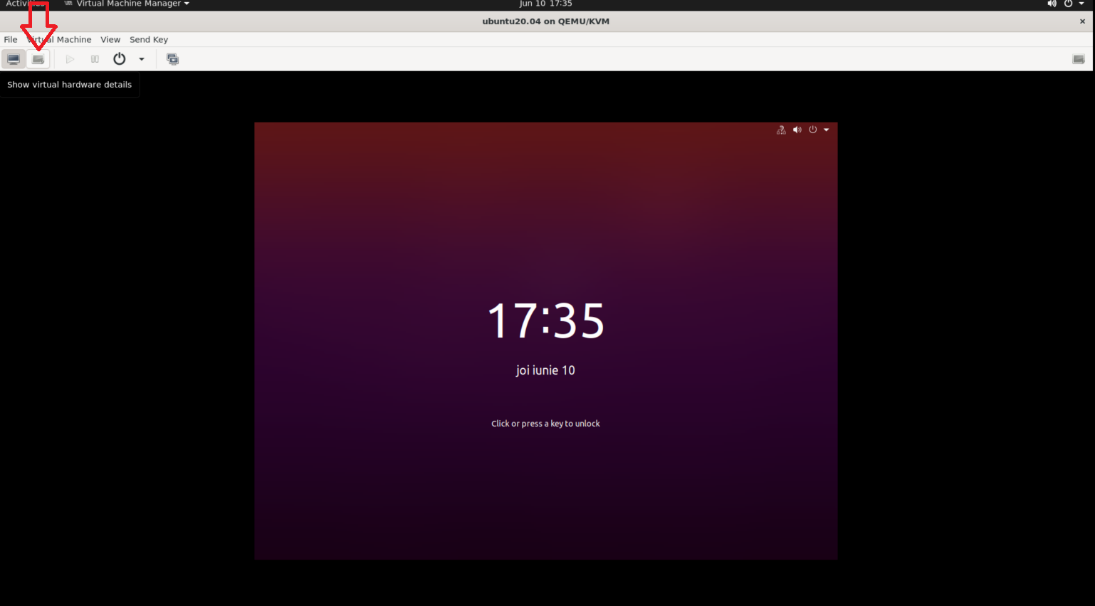 Virtual Machine Manager
Jun 10 17:35
ubuntu20.04 on QEMU/KVM
File Virtual Machine View Send Key
Show virtual hardware details
17:35
joi iunie 10
Click or press a key to unlock